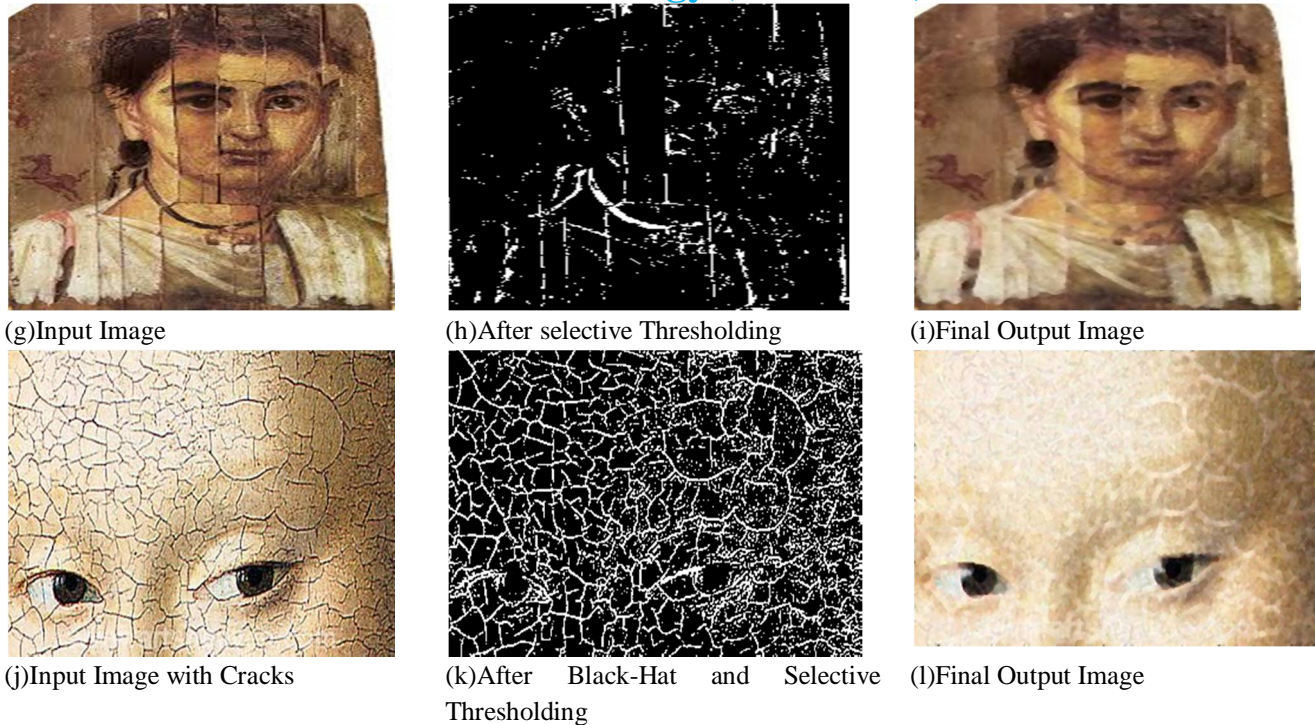 (g)Input Image
(h)After selective Thresholding
(i)Final Output Image
(j)Input Image with Cracks
(k)After Black-Hat and Selective
Thresholding
(l)Final Output Image